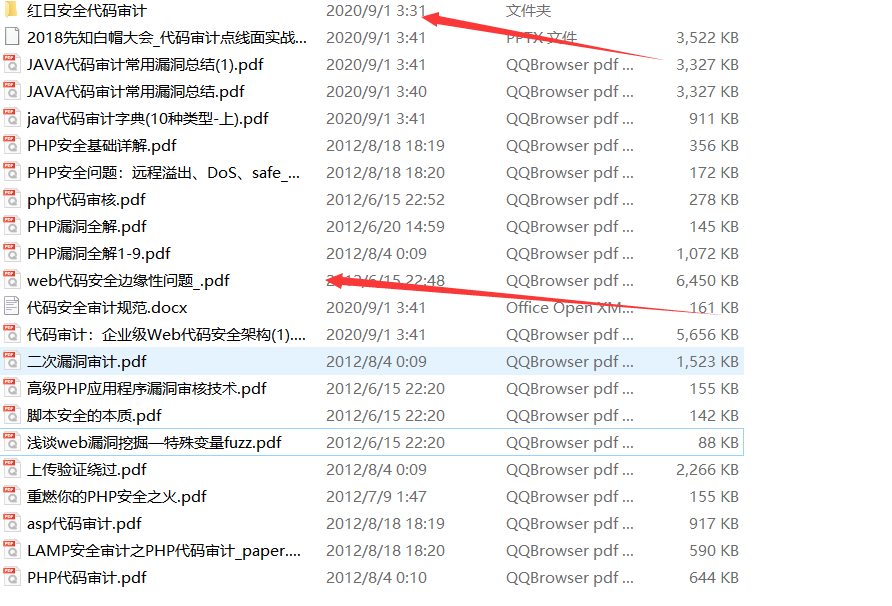 红日安全代码审计 2020/9/1 3:31 文件夹
2018先知白帽大会_代码审计点线面实战... 2020/9/1 3:41 PPTX 文件 3,522 KB
JAVA代码审计常用漏洞总结(1).pdf 2020/9/1 3:41 QQBrowser pdf ... 3,327 KB
JAVA代码审计常用漏洞总结.pdf 2020/9/1 3:40 QQBrowser pdf ... 3,327 KB
java代码审计字典(10种类型-上).pdf 2020/9/1 3:41 QQBrowser pdf ... 911 KB
PHP安全基础详解.pdf 2012/8/18 18:19 QQBrowser pdf ... 356 KB
PHP安全问题：远程溢出、DoS、safe_... 2012/8/18 18:20 QQBrowser pdf ... 172 KB
php代码审核.pdf 2012/6/15 22:52 QQBrowser pdf ... 278 KB
PHP漏洞全解.pdf 2012/6/20 14:59 QQBrowser pdf ... 145 KB
PHP漏洞全解1-9.pdf 2012/8/4 0:09 QQBrowser pdf ... 1,072 KB
web代码安全边缘性问题_.pdf 2012/6/15 22:48 QQBrowser pdf ... 6,450 KB
代码安全审计规范.docx 2020/9/1 3:41 Office Open XM... 161 KB
代码审计：企业级Web代码安全架构(1).... 2020/9/1 3:41 QQBrowser pdf ... 5,656 KB
二次漏洞审计.pdf 2012/8/4 0:09 QQBrowser pdf ... 1,523 KB
高级PHP应用程序漏洞审核技术.pdf 2012/6/15 22:20 QQBrowser pdf ... 155 KB
脚本安全的本质.pdf 2012/6/15 22:20 QQBrowser pdf ... 142 KB
浅谈web漏洞挖掘—特殊变量fuzz.pdf 2012/6/15 22:20 QQBrowser pdf ... 88 KB
上传验证绕过.pdf 2012/8/4 0:09 QQBrowser pdf ... 2,266 KB
重燃你的PHP安全之火.pdf 2012/7/9 1:47 QQBrowser pdf ... 155 KB
asp代码审计.pdf 2012/8/18 18:19 QQBrowser pdf ... 917 KB
LAMP安全审计之PHP代码审计_paper.... 2012/8/18 18:20 QQBrowser pdf ... 590 KB
PHP代码审计.pdf 2012/8/4 0:10 QQBrowser pdf ... 644 KB